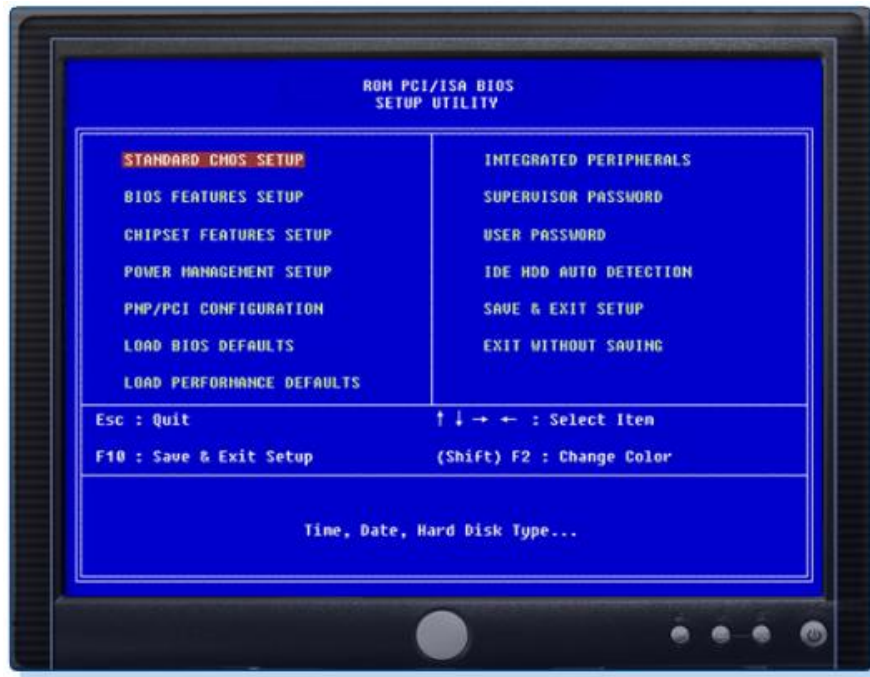 ROM PCI/ISA BIOS
SETUP UTILITY
STANDARD CMOS SETUP
BIOS FEATURES SETUP
CHIPSET FEATURES SETUP
POWER MANAGEMENT SETUP
PNP/PCI CONFIGURATION
LOAD BIOS DEFAULTS
LOAD PERFORMANCE DEFAULTS
INTEGRATED PERIPHERALS
SUPERVISOR PASSWORD
USER PASSWORD
IDE HDD AUTO DETECTION
SAVE & EXIT SETUP
EXIT WITHOUT SAVING
Esc : Quit
↑ ↓ → ← : Select Item
F10 : Save & Exit Setup
(Shift) F2 : Change Color
Time, Date, Hard Disk Type...